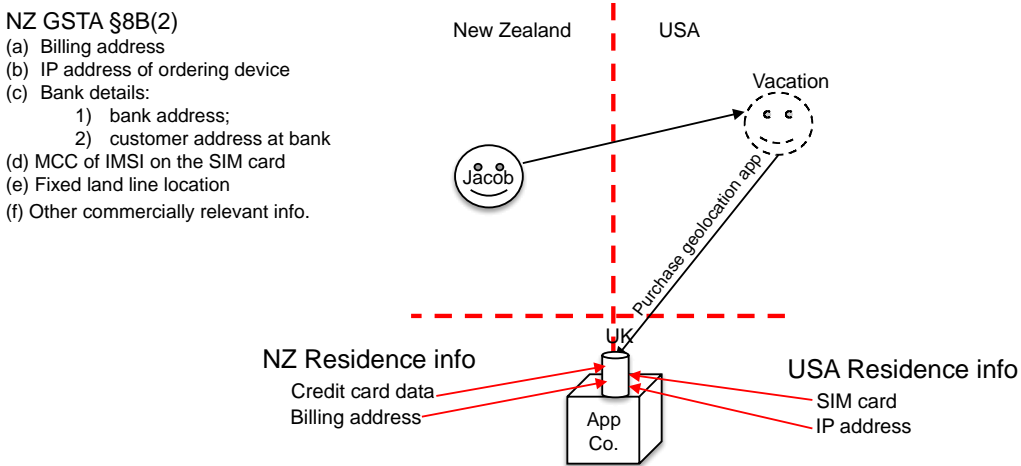 NZ GSTA §8B(2)
(a) Billing address
(b) IP address of ordering device
(c) Bank details:
1) bank address;
2) customer address at bank
(d) MCC of IMSI on the SIM card
(e) Fixed land line location
(f) Other commercially relevant info.
New Zealand
USA
Vacation
Jacob
Purchase geolocation app
UK
NZ Residence info
Credit card data
Billing address
App
Co.
USA Residence info
SIM card
IP address